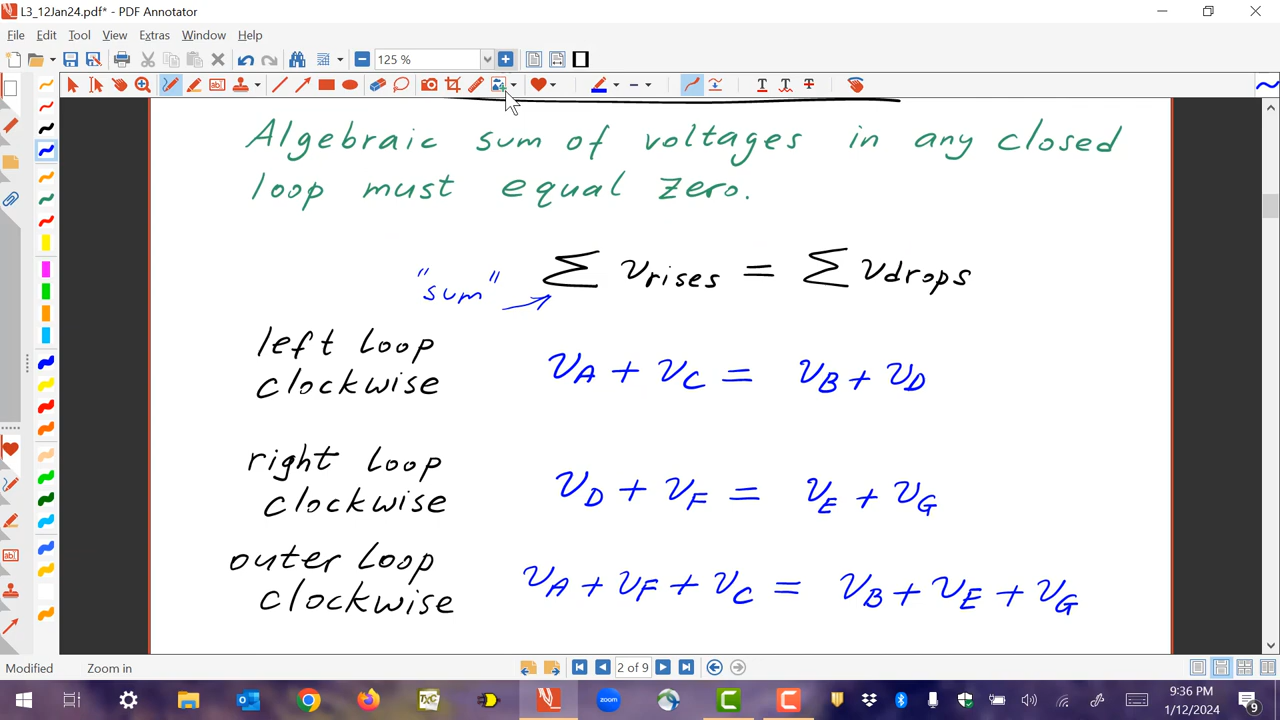 L3_12Jan24.pdf* - PDF Annotator
File Edit Tool View Extras Window Help
125 %
Algebraic sum of voltages in any closed
loop must equal zero.
"sum" Σ vrises = Σ vdrops
left loop
clockwise
vA + vC = vB + vD
right loop
clockwise
vD + vF = vE + vG
outer loop
clockwise
vA + vF + vC = vB + vE + vG
Modified Zoom in 2 of 9
zoom
9:36 PM
1/12/2024